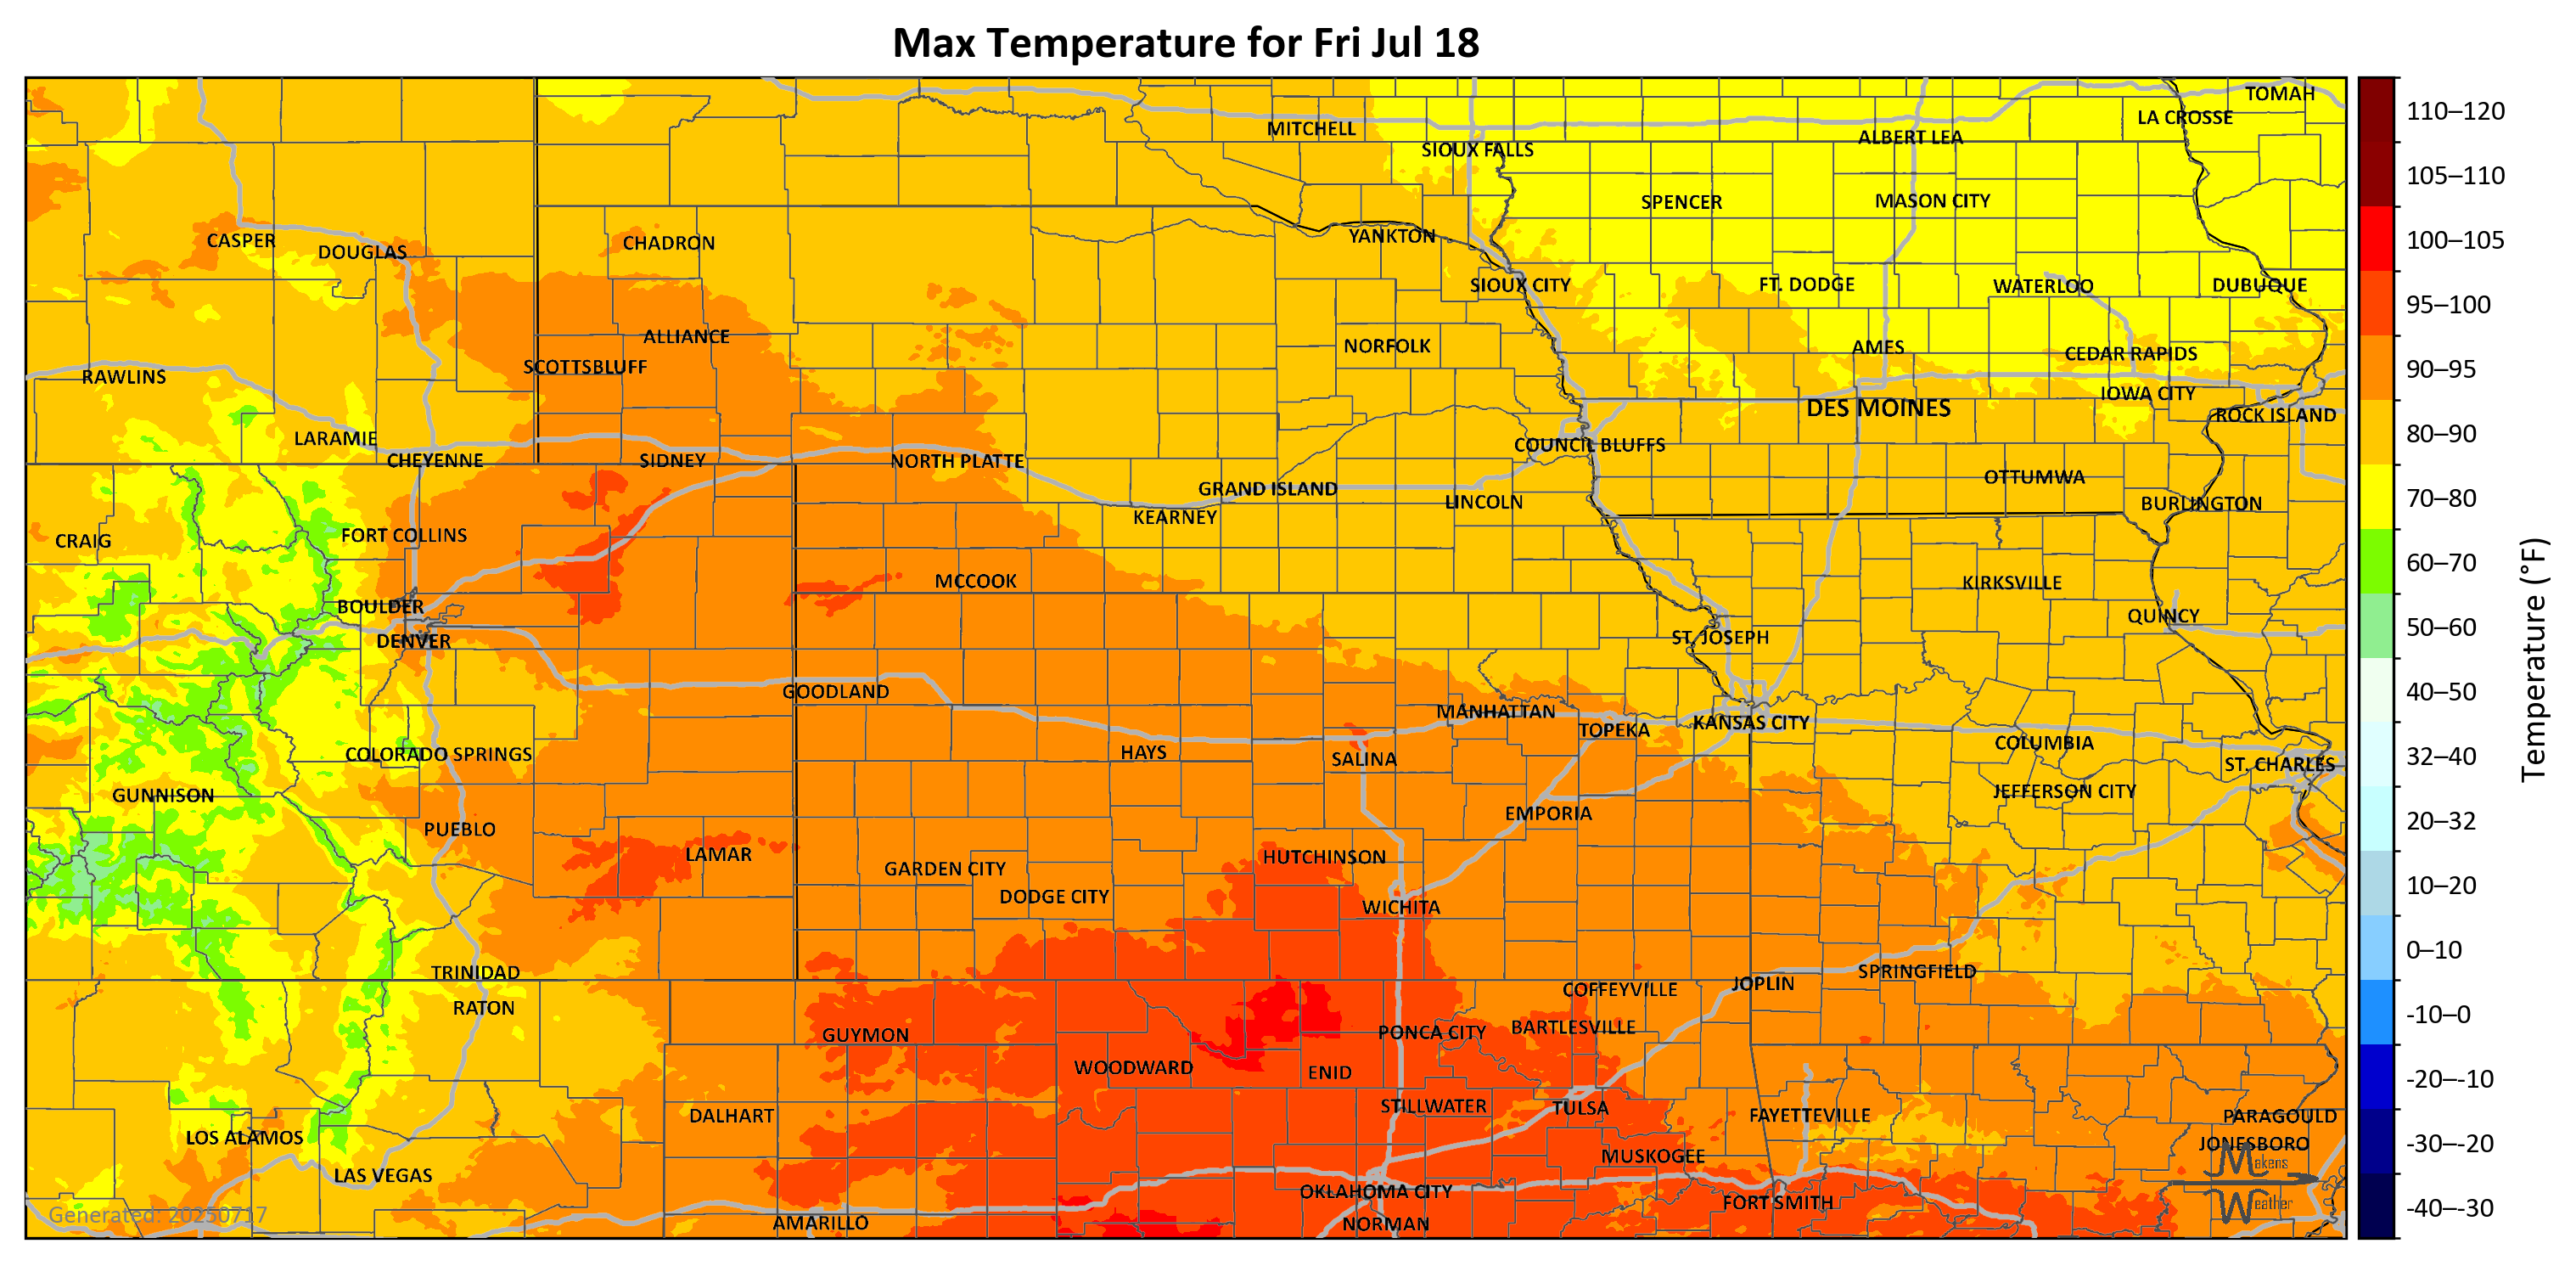 Max Temperature for Fri Jul 18
TOMAH
LA CROSSE
MITCHELL
ALBERT LEA
SIOUX FALLS
SPENCER
MASON CITY
CASPER
DOUGLAS
CHADRON
YANKTON
SIOUX CITY
FT. DODGE
WATERLOO
DUBUQUE
ALLIANCE
NORFOLK
AMES
CEDAR RAPIDS
SCOTTSBLUFF
RAWLINS
IOWA CITY
DES MOINES
ROCK ISLAND
LARAMIE
COUNCIL BLUFFS
CHEYENNE
SIDNEY
NORTH PLATTE
OTTUMWA
GRAND ISLAND
LINCOLN
BURLINGTON
KEARNEY
CRAIG
FORT COLLINS
MCCOOK
KIRKSVILLE
BOULDER
QUINCY
DENVER
ST. JOSEPH
GOODLAND
MANHATTAN
TOPEKA
KANSAS CITY
COLUMBIA
COLORADO SPRINGS
HAYS
SALINA
ST. CHARLES
GUNNISON
JEFFERSON CITY
EMPORIA
PUEBLO
LAMAR
HUTCHINSON
GARDEN CITY
DODGE CITY
WICHITA
TRINIDAD
SPRINGFIELD
JOPLIN
COFFEYVILLE
RATON
GUYMON
PONCA CITY
BARTLESVILLE
WOODWARD
ENID
STILLWATER
TULSA
DALHART
FAYETTEVILLE
PARAGOULD
LOS ALAMOS
JONESBORO
MUSKOGEE
LAS VEGAS
OKLAHOMA CITY
FORT SMITH
AMARILLO
NORMAN
Makens
Weather
Generated: 20250717
110–120
105–110
100–105
95–100
90–95
80–90
70–80
60–70
50–60
40–50
32–40
20–32
10–20
0–10
-10–0
-20–-10
-30–-20
-40–-30
Temperature (°F)